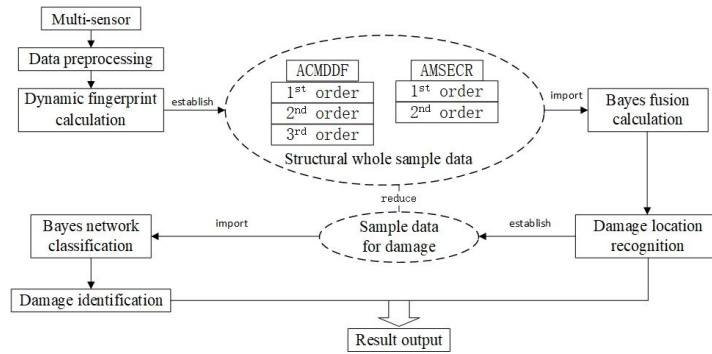 Multi-sensor
Data preprocessing
Dynamic fingerprint
calculation
establish
ACMDDF
1st order
2nd order
3rd order
AMSECR
1st order
2nd order
Structural whole sample data
import
Bayes fusion
calculation
reduce
Bayes network
classification
import
Sample data
for damage
establish
Damage location
recognition
Damage identification
Result output